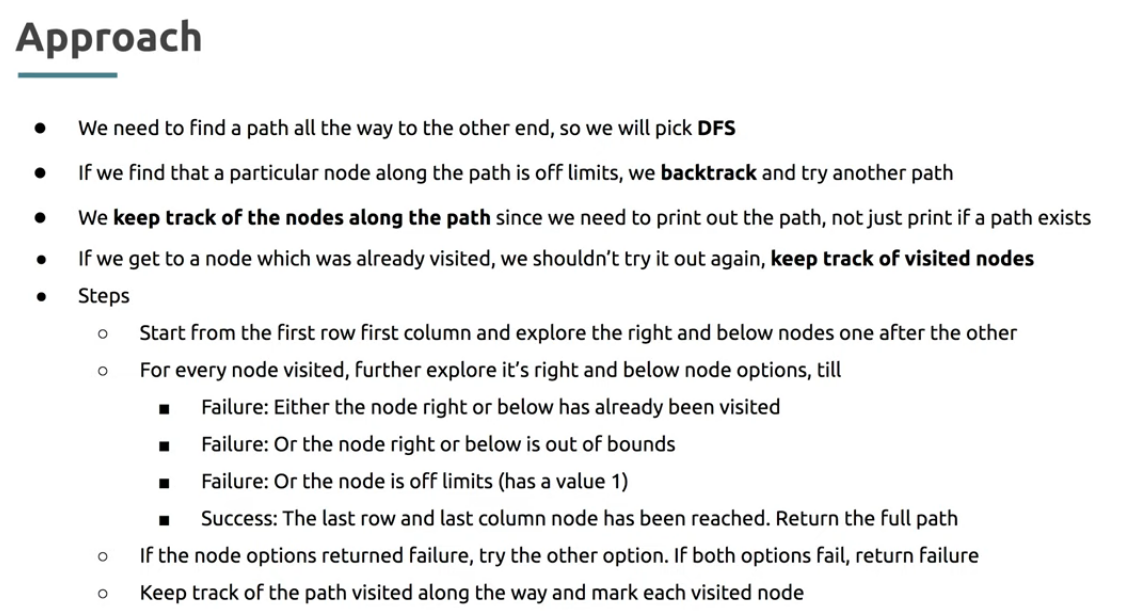 Approach
● We need to find a path all the way to the other end, so we will pick DFS
● If we find that a particular node along the path is off limits, we backtrack and try another path
● We keep track of the nodes along the path since we need to print out the path, not just print if a path exists
● If we get to a node which was already visited, we shouldn't try it out again, keep track of visited nodes
● Steps
○ Start from the first row first column and explore the right and below nodes one after the other
○ For every node visited, further explore it's right and below node options, till
■ Failure: Either the node right or below has already been visited
■ Failure: Or the node right or below is out of bounds
■ Failure: Or the node is off limits (has a value 1)
■ Success: The last row and last column node has been reached. Return the full path
○ If the node options returned failure, try the other option. If both options fail, return failure
○ Keep track of the path visited along the way and mark each visited node